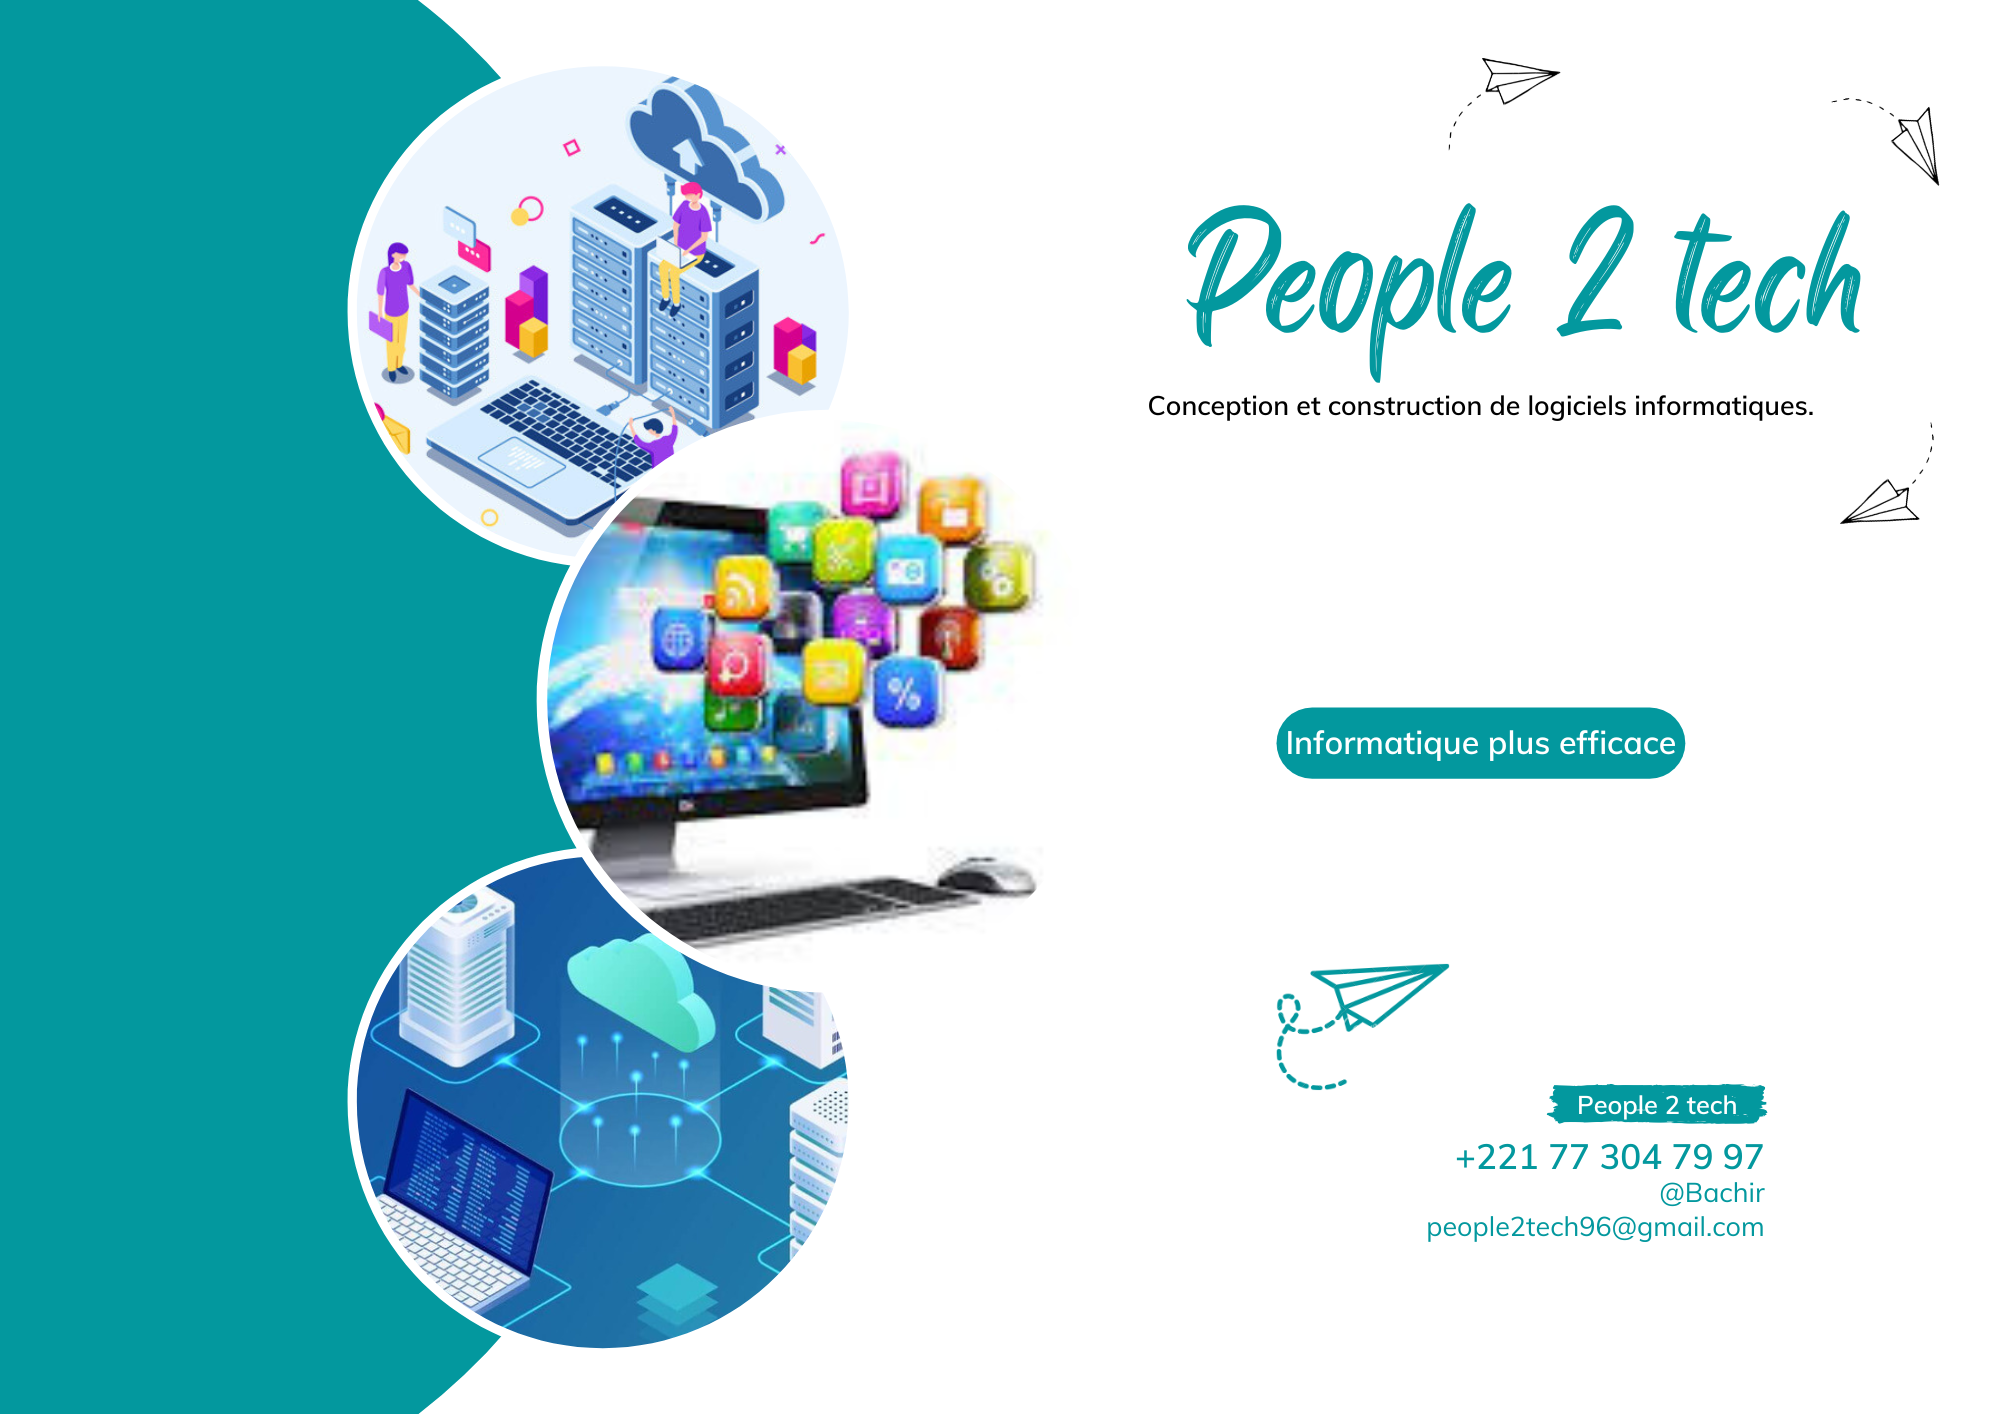 People 2 tech
Conception et construction de logiciels informatiques.
Informatique plus efficace
People 2 tech
+221 77 304 79 97
@Bachir
people2tech96@gmail.com